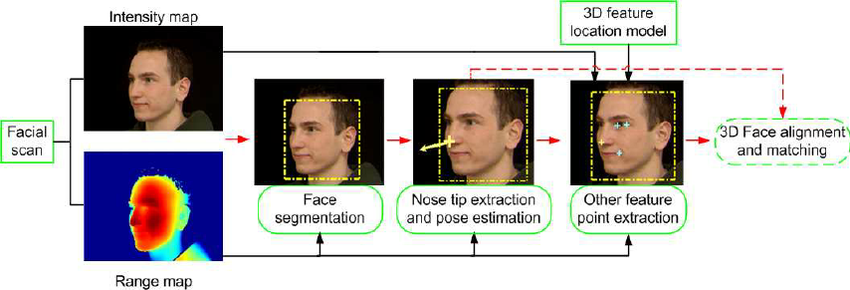 Intensity map
3D feature
location model
Facial
scan
3D Face alignment
and matching
Face
segmentation
Nose tip extraction
and pose estimation
Other feature
point extraction
Range map